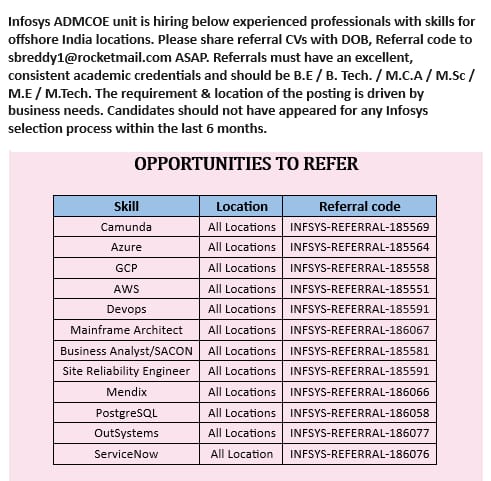 Infosys ADMCOE unit is hiring below experienced professionals with skills for
offshore India locations. Please share referral CVs with DOB, Referral code to
sbreddy1@rocketmail.com ASAP. Referrals must have an excellent,
consistent academic credentials and should be B.E / B. Tech. / M.C.A / M.Sc /
M.E / M.Tech. The requirement & location of the posting is driven by
business needs. Candidates should not have appeared for any Infosys
selection process within the last 6 months.
OPPORTUNITIES TO REFER
Skill Location Referral code
Camunda All Locations INFSYS-REFERRAL-185569
Azure All Locations INFSYS-REFERRAL-185564
GCP All Locations INFSYS-REFERRAL-185558
AWS All Locations INFSYS-REFERRAL-185551
Devops All Locations INFSYS-REFERRAL-185591
Mainframe Architect All Locations INFSYS-REFERRAL-186067
Business Analyst/SACON All Locations INFSYS-REFERRAL-185581
Site Reliability Engineer All Locations INFSYS-REFERRAL-185591
Mendix All Locations INFSYS-REFERRAL-186066
PostgreSQL All Locations INFSYS-REFERRAL-186058
OutSystems All Locations INFSYS-REFERRAL-186077
ServiceNow All Location INFSYS-REFERRAL-186076